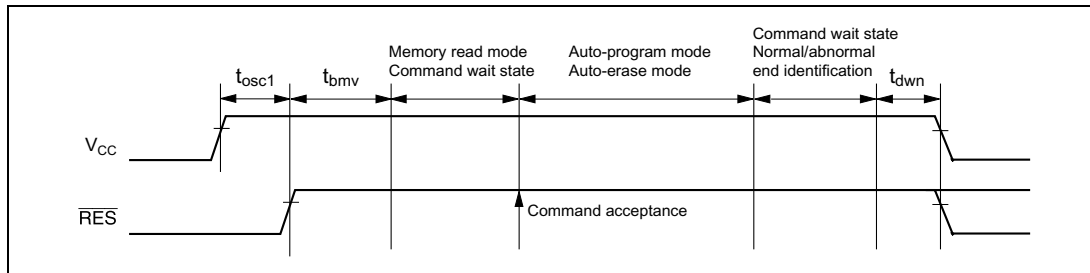 Memory read mode
Command wait state
Auto-program mode
Auto-erase mode
Command wait state
Normal/abnormal
end identification
tosc1
tbmv
tdwn
VCC
RES
Command acceptance